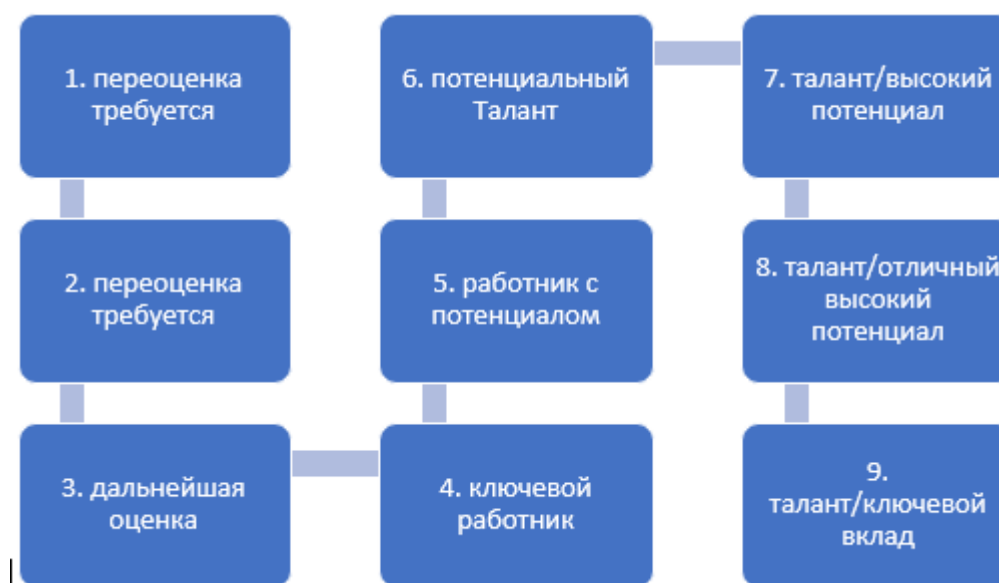 1. переоценка
требуется
2. переоценка
требуется
3. дальнейшая
оценка
4. ключевой
работник
5. работник с
потенциалом
6. потенциальный
Талант
7. талант/высокий
потенциал
8. талант/отличный
высокий
потенциал
9.
талант/ключевой
вклад